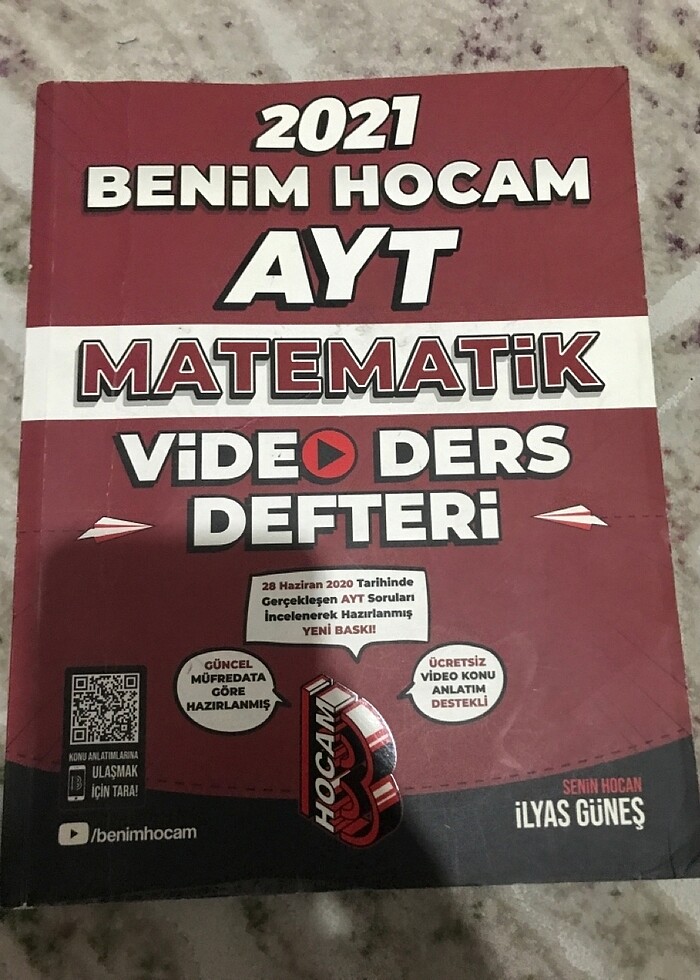 2021
BENiM HOCAM
AYT
MATEMATiK
ViDEO DERS
DEFTERi
28 Haziran 2020 Tarihinde
Gerçekleşen AYT Soruları
İncelenerek Hazırlanmış
YENİ BASKI!
GÜNCEL
MÜFREDATA
GÖRE
HAZIRLANMIŞ
ÜCRETSİZ
VİDEO KONU
ANLATIM
DESTEKLİ
HOCAM
B
KONU ANLATIMLARINA
ULAŞMAK
İÇİN TARA!
/benimhocam
SENİN HOCAN
İLYAS GÜNEŞ